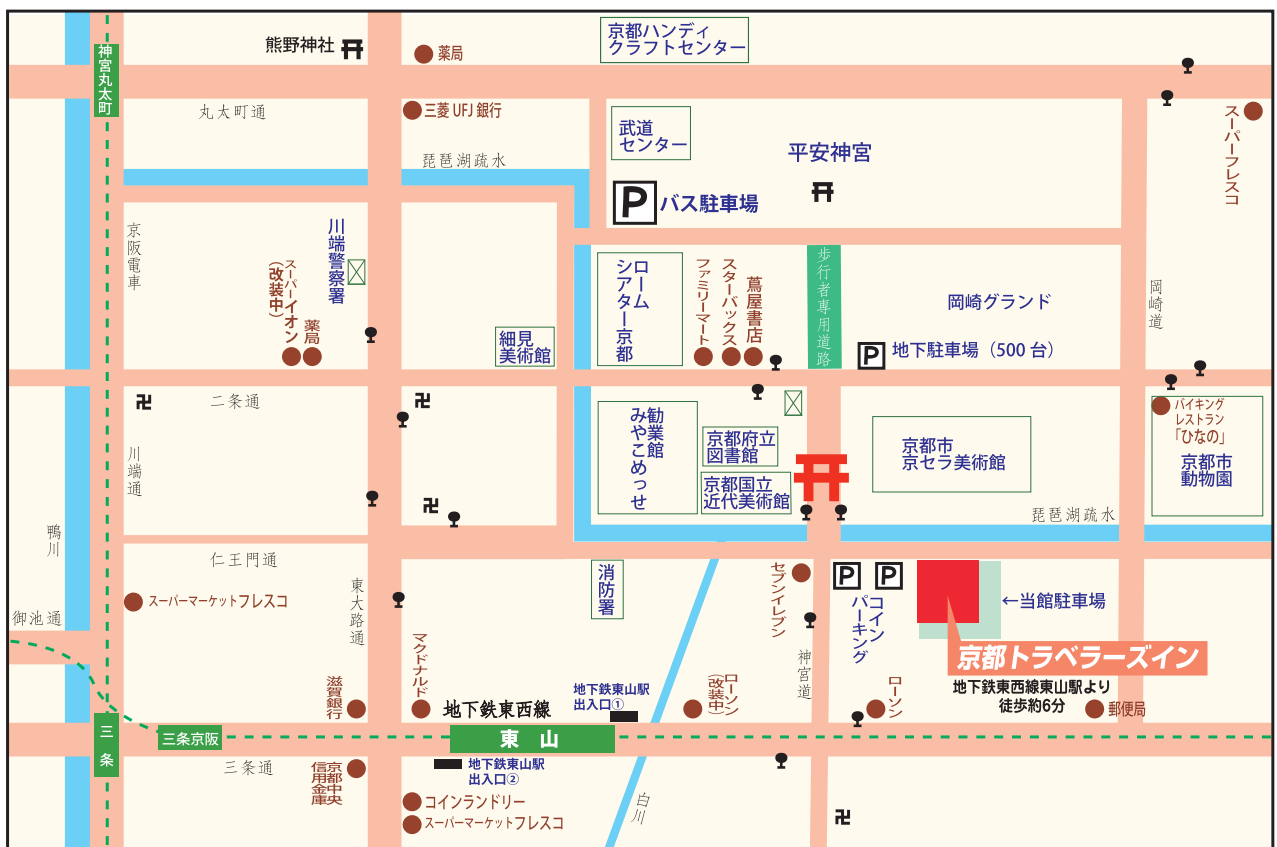 京都ハンディ
クラフトセンター
熊野神社
薬局
神宮丸太町
丸太町通
三菱UFJ銀行
スーパーフレスコ
武道
センター
平安神宮
琵琶湖疏水
P
バス駐車場
京阪電車
川端警察署
スーパーイオン
(改装中)
薬局
細見
美術館
ローム
シアター京都
ファミリーマート
スターバックス
蔦屋書店
歩行者専用道路
岡崎グランド
岡崎道
P
地下駐車場（500台）
二条通
川端通
勧業館
みやこめっせ
京都府立
図書館
京都国立
近代美術館
京都市
京セラ美術館
バイキング
レストラン
「ひなの」
京都市
動物園
琵琶湖疏水
鴨川
仁王門通
御池通
スーパーマーケットフレスコ
東大路通
消防署
セブンイレブン
P
P
コイン
パーキング
←当館駐車場
京都トラベラーズイン
地下鉄東西線東山駅より
徒歩約6分
神宮道
マクドナルド
滋賀銀行
地下鉄東西線
地下鉄東山駅
出入口①
ローソン
(改装中)
ローソン
郵便局
三条
三条京阪
東山
三条通
京都中央
信用金庫
地下鉄東山駅
出入口②
コインランドリー
スーパーマーケットフレスコ
白川